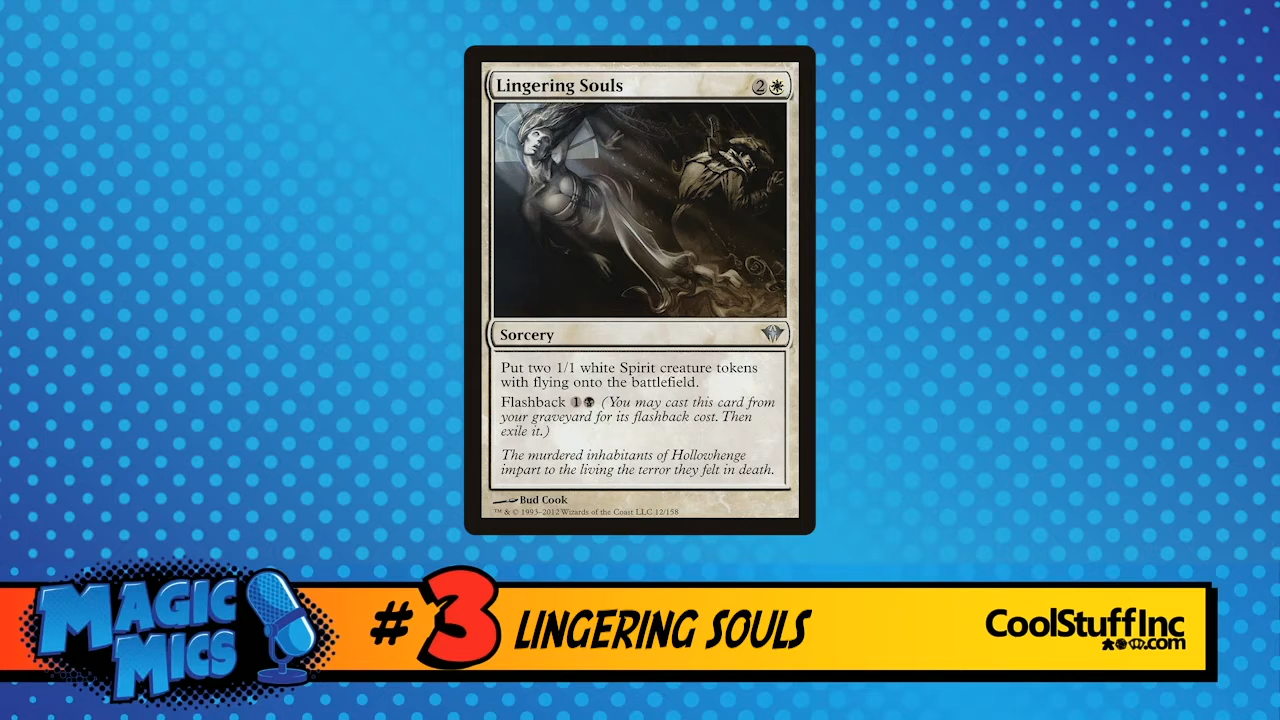 Lingering Souls 2
Sorcery
Put two 1/1 white Spirit creature tokens
with flying onto the battlefield.
Flashback 1 (You may cast this card from
your graveyard for its flashback cost. Then
exile it.)
The murdered inhabitants of Hollowhenge
impart to the living the terror they felt in death.
Bud Cook
™ & © 1993–2012 Wizards of the Coast LLC 12/158
MAGIC
MICS
#3 LINGERING SOULS
CoolStuffInc
.com